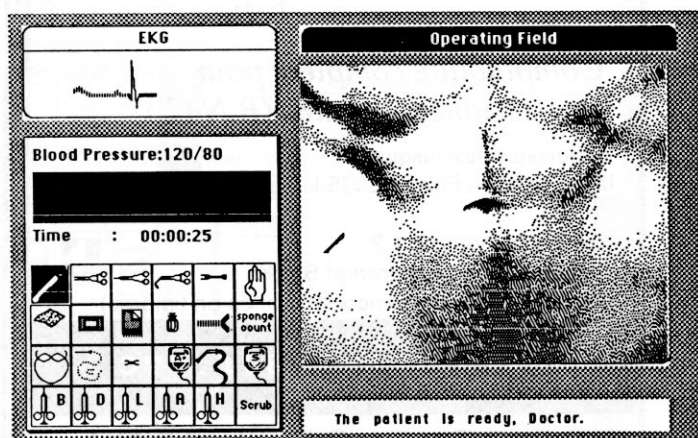 EKG
Operating Field
Blood Pressure:120/80
Time : 00:00:25
sponge
count
A+
S
B
D
L
A
H
Scrub
The patient is ready, Doctor.